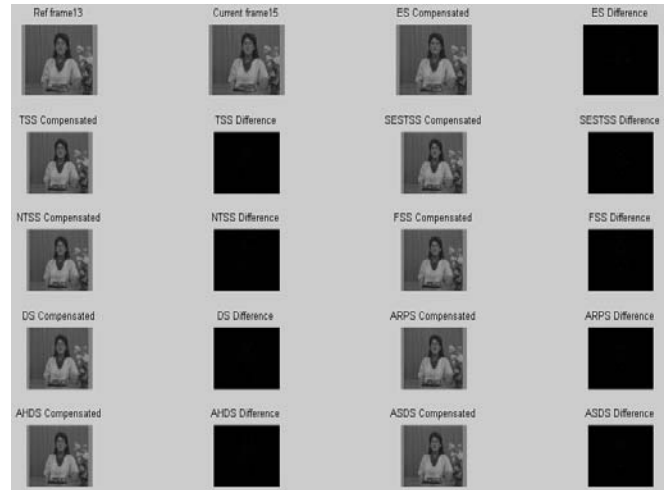 Ref frame13 Current frame15 ES Compensated ES Difference
TSS Compensated TSS Difference SESTSS Compensated SESTSS Difference
NTSS Compensated NTSS Difference FSS Compensated FSS Difference
DS Compensated DS Difference ARPS Compensated ARPS Difference
AHDS Compensated AHDS Difference ASDS Compensated ASDS Difference